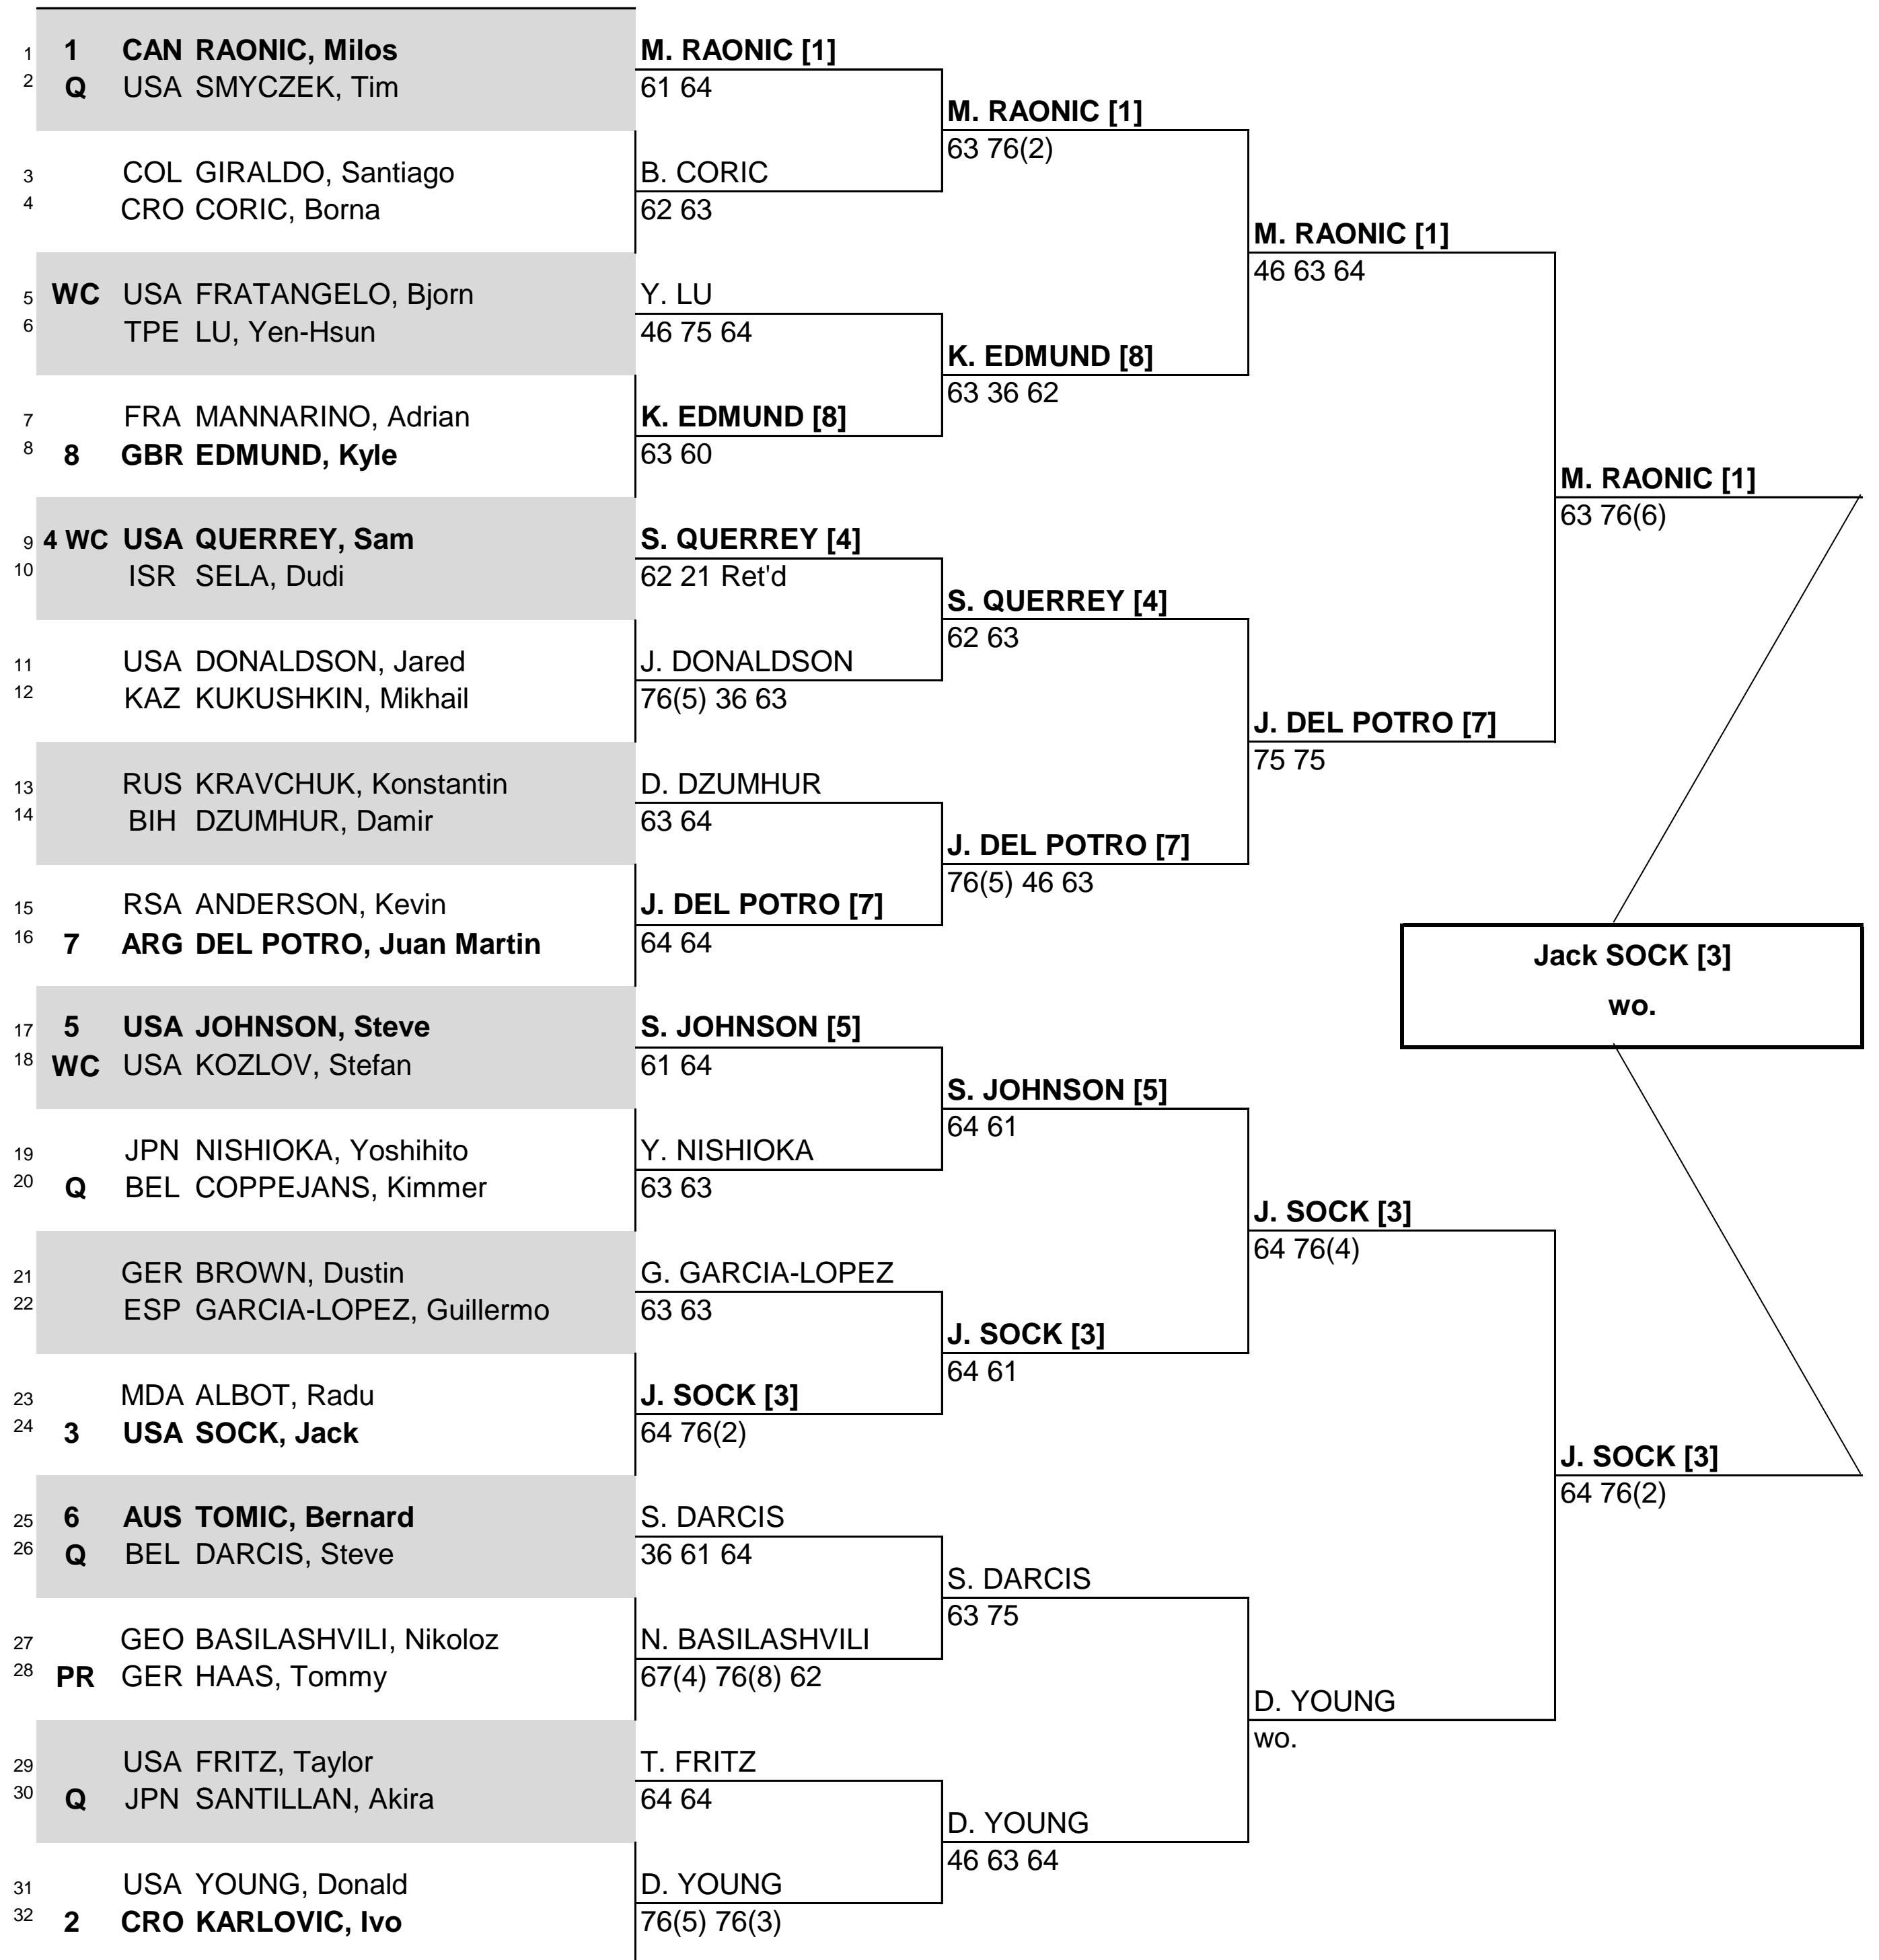 1 1 CAN RAONIC, Milos
2 Q USA SMYCZEK, Tim
3 COL GIRALDO, Santiago
4 CRO CORIC, Borna
5 WC USA FRATANGELO, Bjorn
6 TPE LU, Yen-Hsun
7 FRA MANNARINO, Adrian
8 8 GBR EDMUND, Kyle
9 4 WC USA QUERREY, Sam
10 ISR SELA, Dudi
11 USA DONALDSON, Jared
12 KAZ KUKUSHKIN, Mikhail
13 RUS KRAVCHUK, Konstantin
14 BIH DZUMHUR, Damir
15 RSA ANDERSON, Kevin
16 7 ARG DEL POTRO, Juan Martin
17 5 USA JOHNSON, Steve
18 WC USA KOZLOV, Stefan
19 JPN NISHIOKA, Yoshihito
20 Q BEL COPPEJANS, Kimmer
21 GER BROWN, Dustin
22 ESP GARCIA-LOPEZ, Guillermo
23 MDA ALBOT, Radu
24 3 USA SOCK, Jack
25 6 AUS TOMIC, Bernard
26 Q BEL DARCIS, Steve
27 GEO BASILASHVILI, Nikoloz
28 PR GER HAAS, Tommy
29 USA FRITZ, Taylor
30 Q JPN SANTILLAN, Akira
31 USA YOUNG, Donald
32 2 CRO KARLOVIC, Ivo
M. RAONIC [1]
61 64
B. CORIC
62 63
Y. LU
46 75 64
K. EDMUND [8]
63 60
S. QUERREY [4]
62 21 Ret'd
J. DONALDSON
76(5) 36 63
D. DZUMHUR
63 64
J. DEL POTRO [7]
64 64
S. JOHNSON [5]
61 64
Y. NISHIOKA
63 63
G. GARCIA-LOPEZ
63 63
J. SOCK [3]
64 76(2)
S. DARCIS
36 61 64
N. BASILASHVILI
67(4) 76(8) 62
T. FRITZ
64 64
D. YOUNG
76(5) 76(3)
M. RAONIC [1]
63 76(2)
K. EDMUND [8]
63 36 62
S. QUERREY [4]
62 63
J. DEL POTRO [7]
76(5) 46 63
S. JOHNSON [5]
64 61
J. SOCK [3]
64 61
S. DARCIS
63 75
D. YOUNG
46 63 64
M. RAONIC [1]
46 63 64
J. DEL POTRO [7]
75 75
J. SOCK [3]
64 76(4)
D. YOUNG
wo.
M. RAONIC [1]
63 76(6)
J. SOCK [3]
64 76(2)
Jack SOCK [3]
wo.